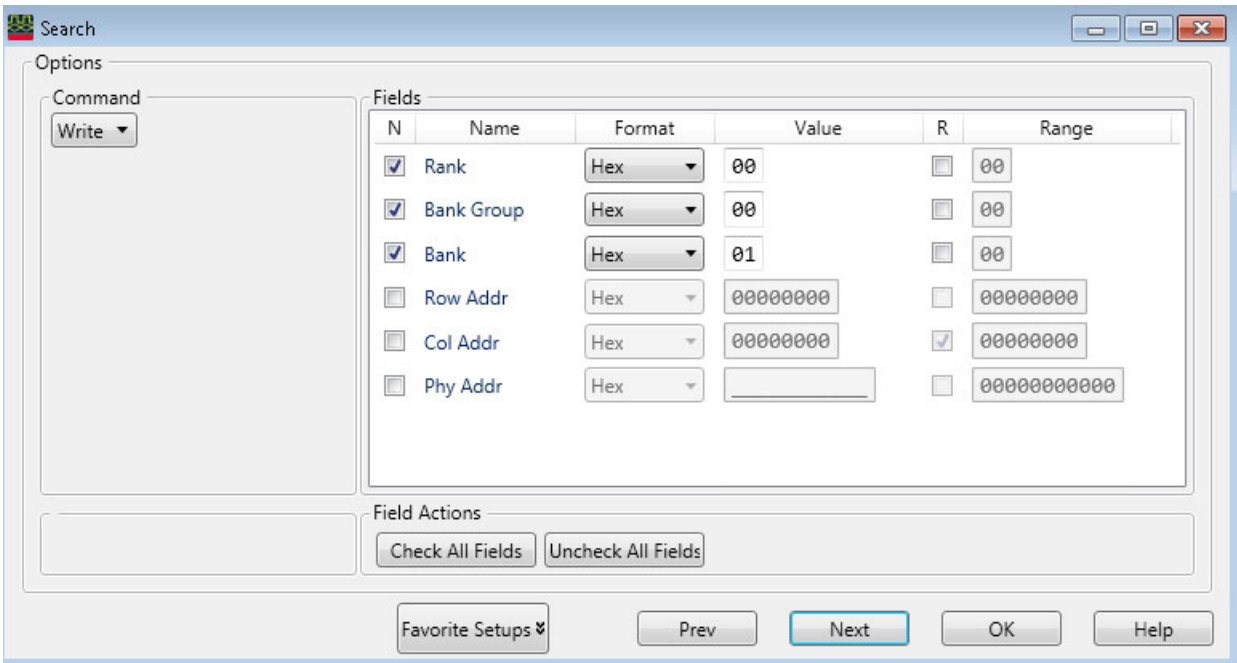 Search
Options
Command
Write
Fields
N Name Format Value R Range
Rank Hex 00 00
Bank Group Hex 00 00
Bank Hex 01 00
Row Addr Hex 00000000 00000000
Col Addr Hex 00000000 00000000
Phy Addr Hex ___________ 00000000000
Field Actions
Check All Fields Uncheck All Fields
Favorite Setups Prev Next OK Help